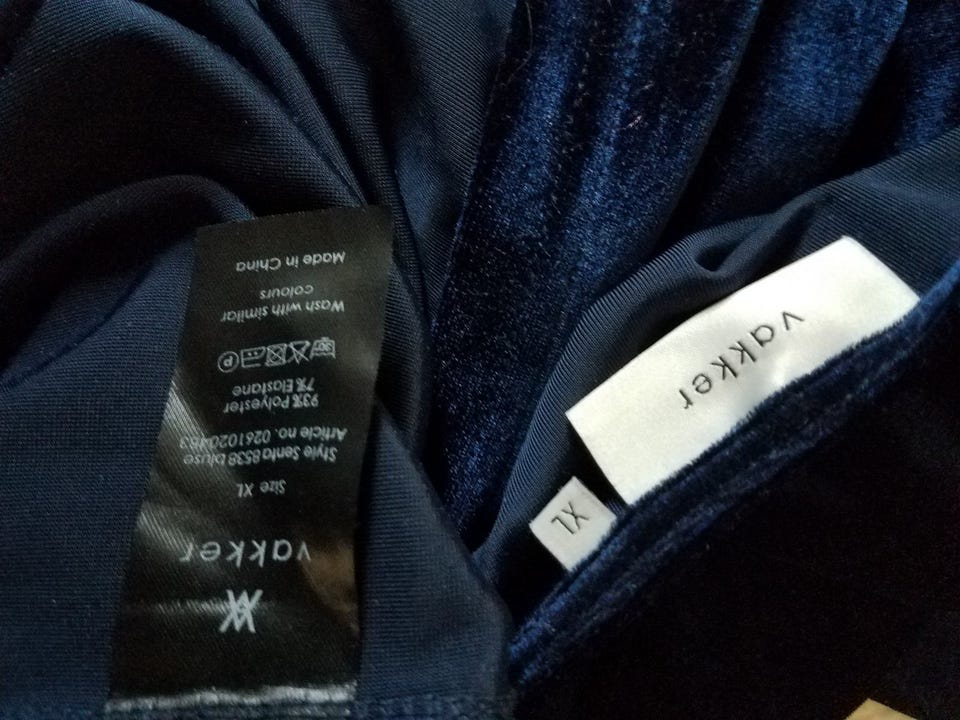 vakker
Size XL
Style Senta 8538 bluse
Article no. 0261020463
93% Polyester
7% Elastane
Wash with similar
colours
Made in China
vakker
XL